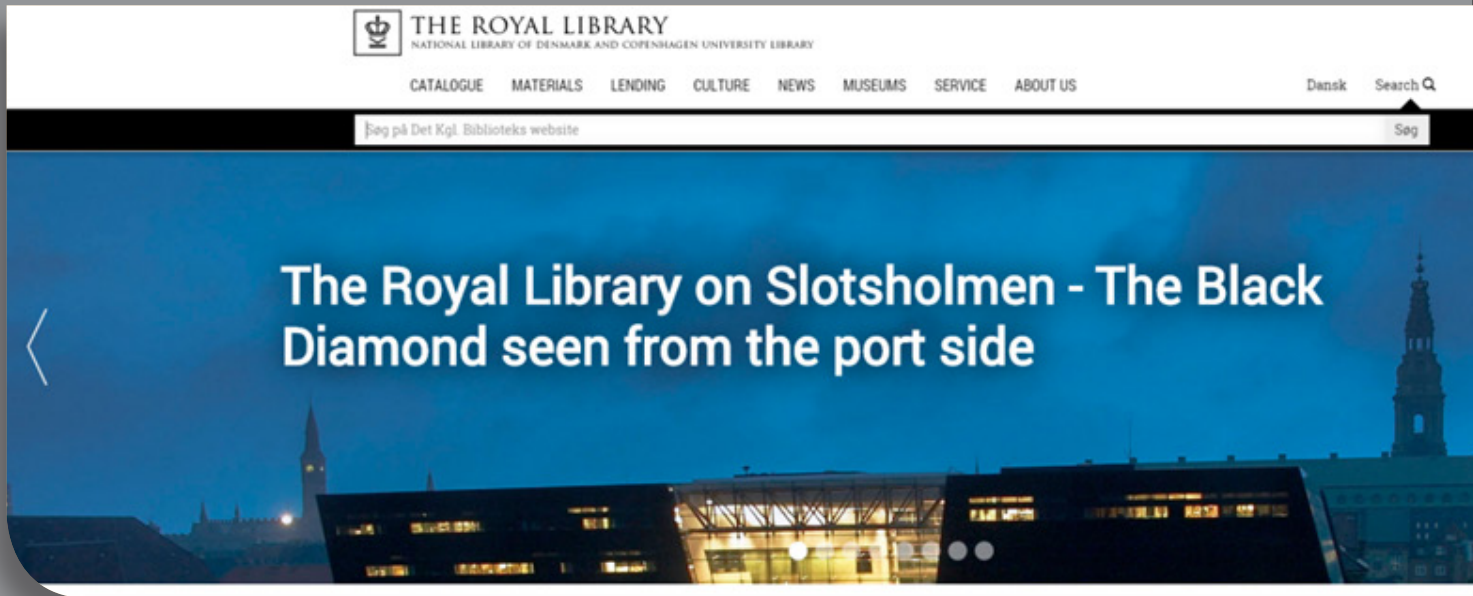 THE ROYAL LIBRARY
NATIONAL LIBRARY OF DENMARK AND COPENHAGEN UNIVERSITY LIBRARY
CATALOGUE MATERIALS LENDING CULTURE NEWS MUSEUMS SERVICE ABOUT US Dansk Search
Søg på Det Kgl. Biblioteks website Søg
The Royal Library on Slotsholmen - The Black
Diamond seen from the port side